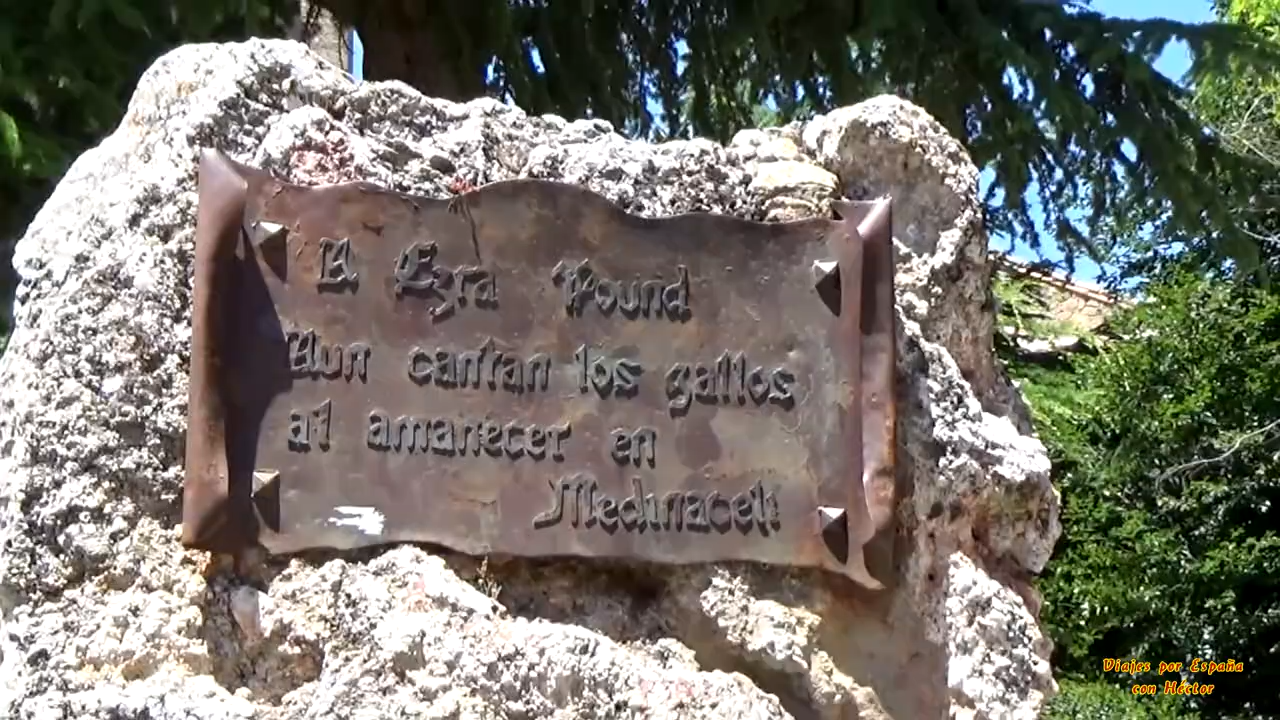 A Ezra Pound
Aun cantan los gallos
al amanecer en
Medinaceli
Viajes por España
con Héctor